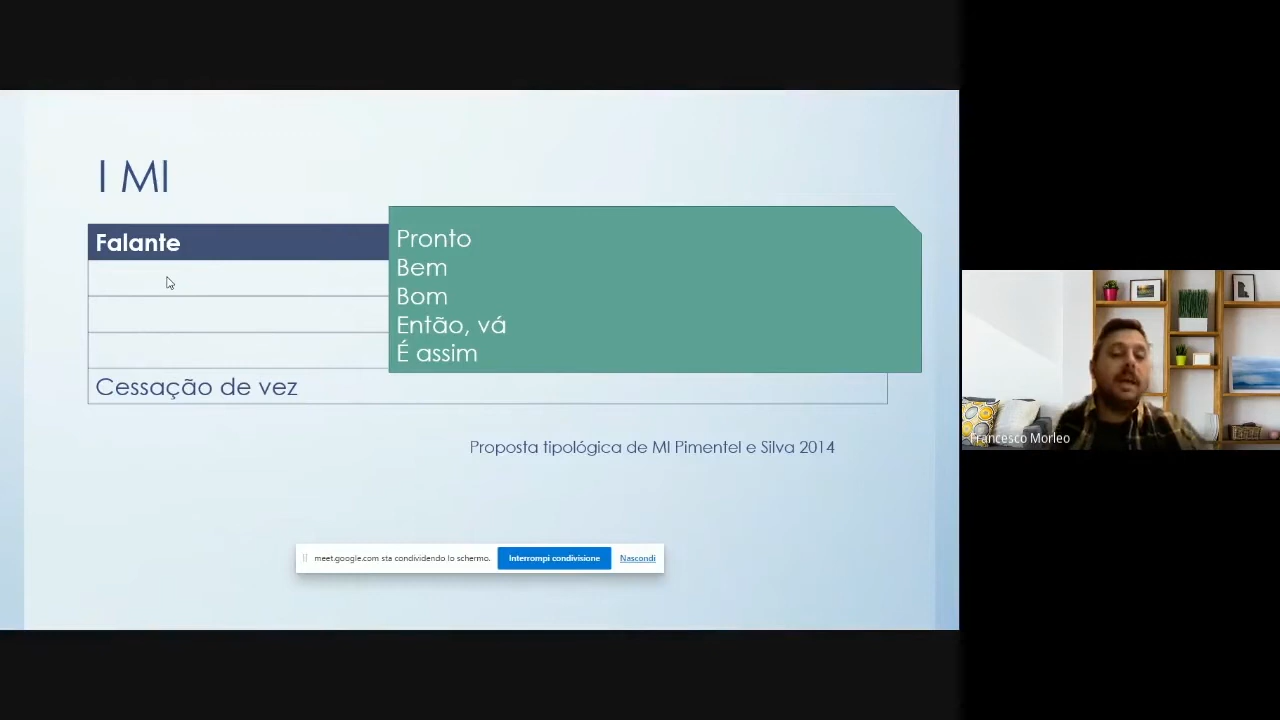 I MI
Falante
Pronto
Bem
Bom
Então, vá
É assim
Cessação de vez
Proposta tipológica de MI Pimentel e Silva 2014
meet.google.com sta condividendo lo schermo.
Interrompi condivisione
Nascondi
Francesco Morleo